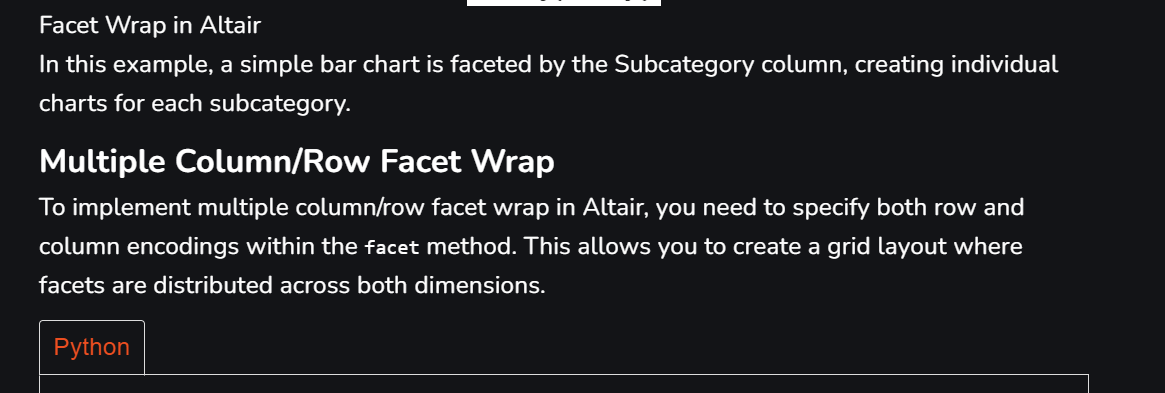 Facet Wrap in Altair
In this example, a simple bar chart is faceted by the Subcategory column, creating individual
charts for each subcategory.
Multiple Column/Row Facet Wrap
To implement multiple column/row facet wrap in Altair, you need to specify both row and
column encodings within the facet method. This allows you to create a grid layout where
facets are distributed across both dimensions.
Python